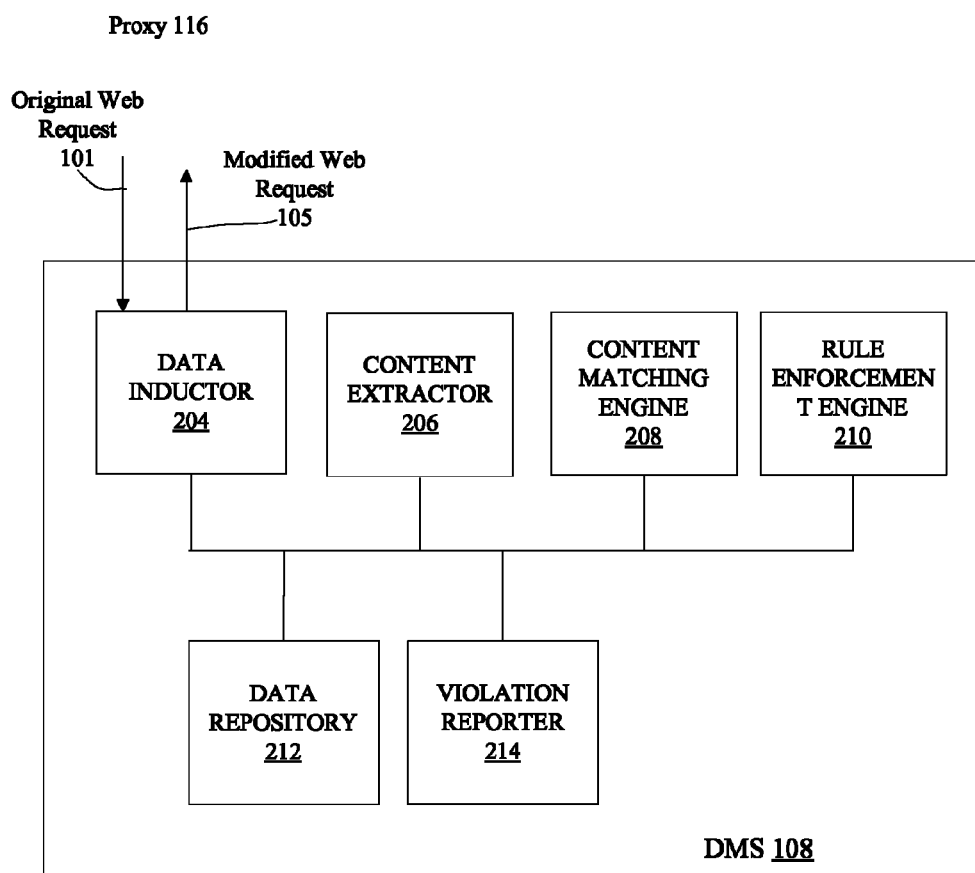 Proxy 116
Original Web
Request
101
Modified Web
Request
105
DATA
INDUCTOR
204
CONTENT
EXTRACTOR
206
CONTENT
MATCHING
ENGINE
208
RULE
ENFORCEMEN
T ENGINE
210
DATA
REPOSITORY
212
VIOLATION
REPORTER
214
DMS 108